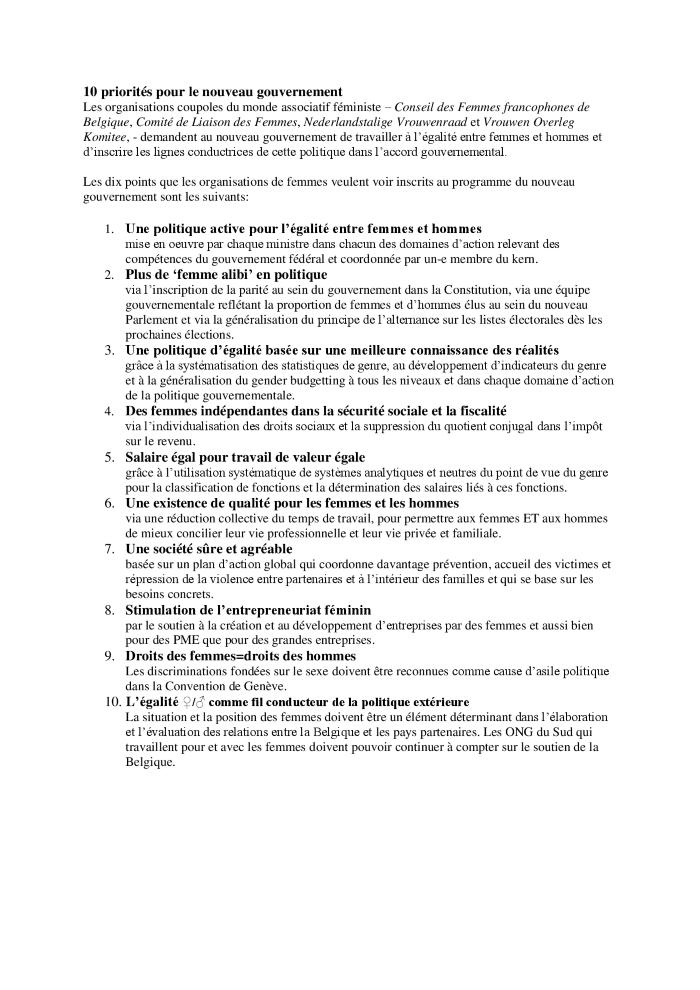 10 priorités pour le nouveau gouvernement
Les organisations coupoles du monde associatif féministe – Conseil des Femmes francophones de
Belgique, Comité de Liaison des Femmes, Nederlandstalige Vrouwenraad et Vrouwen Overleg
Komitee, - demandent au nouveau gouvernement de travailler à l’égalité entre femmes et hommes et
d’inscrire les lignes conductrices de cette politique dans l’accord gouvernemental.
Les dix points que les organisations de femmes veulent voir inscrits au programme du nouveau
gouvernement sont les suivants:
1. Une politique active pour l’égalité entre femmes et hommes
mise en oeuvre par chaque ministre dans chacun des domaines d’action relevant des
compétences du gouvernement fédéral et coordonnée par un-e membre du kern.
2. Plus de ‘femme alibi’ en politique
via l’inscription de la parité au sein du gouvernement dans la Constitution, via une équipe
gouvernementale reflétant la proportion de femmes et d’hommes élus au sein du nouveau
Parlement et via la généralisation du principe de l’alternance sur les listes électorales dès les
prochaines élections.
3. Une politique d’égalité basée sur une meilleure connaissance des réalités
grâce à la systématisation des statistiques de genre, au développement d’indicateurs du genre
et à la généralisation du gender budgetting à tous les niveaux et dans chaque domaine d’action
de la politique gouvernementale.
4. Des femmes indépendantes dans la sécurité sociale et la fiscalité
via l’individualisation des droits sociaux et la suppression du quotient conjugal dans l’impôt
sur le revenu.
5. Salaire égal pour travail de valeur égale
grâce à l’utilisation systématique de systèmes analytiques et neutres du point de vue du genre
pour la classification de fonctions et la détermination des salaires liés à ces fonctions.
6. Une existence de qualité pour les femmes et les hommes
via une réduction collective du temps de travail, pour permettre aux femmes ET aux hommes
de mieux concilier leur vie professionnelle et leur vie privée et familiale.
7. Une société sûre et agréable
basée sur un plan d’action global qui coordonne davantage prévention, accueil des victimes et
répression de la violence entre partenaires et à l’intérieur des familles et qui se base sur les
besoins concrets.
8. Stimulation de l’entrepreneuriat féminin
par le soutien à la création et au développement d’entreprises par des femmes et aussi bien
pour des PME que pour des grandes entreprises.
9. Droits des femmes=droits des hommes
Les discriminations fondées sur le sexe doivent être reconnues comme cause d’asile politique
dans la Convention de Genève.
10. L’égalité ♀/♂ comme fil conducteur de la politique extérieure
La situation et la position des femmes doivent être un élément déterminant dans l’élaboration
et l’évaluation des relations entre la Belgique et les pays partenaires. Les ONG du Sud qui
travaillent pour et avec les femmes doivent pouvoir continuer à compter sur le soutien de la
Belgique.